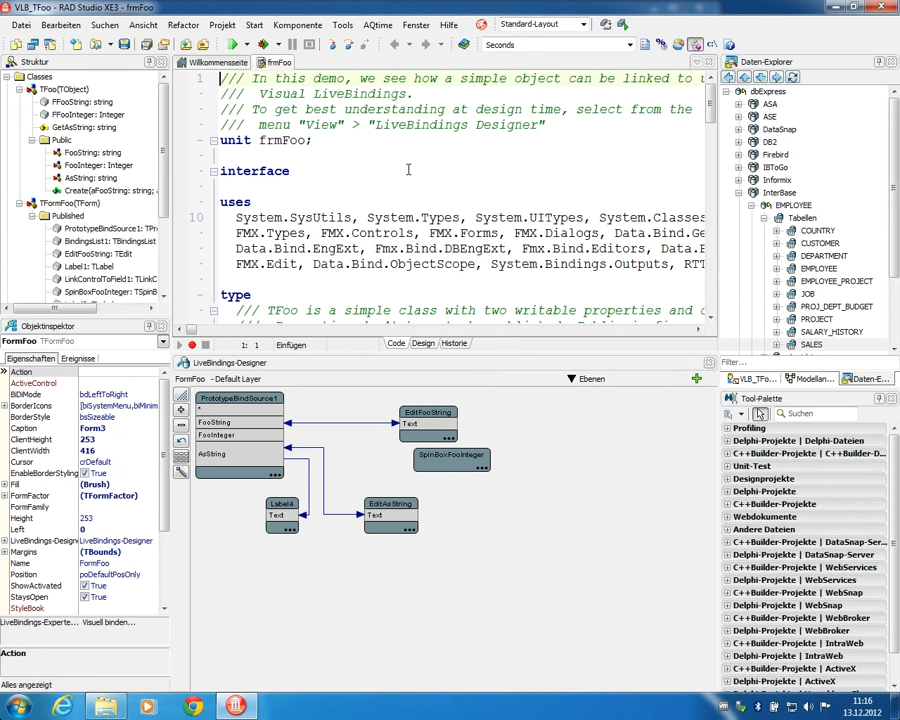 VLB_TFoo - RAD Studio XE3 - frmFoo
Datei Bearbeiten Suchen Ansicht Refactor Projekt Start Komponente Tools AQtime Fenster Hilfe Standard-Layout
Seconds
Struktur
Classes
TFoo(TObject)
FFooString: string
FFooInteger: Integer
GetAsString: string
Public
FooString: string
FooInteger: Integer
AsString: string
Create(aFooString: string;
TFormFoo(TForm)
Published
PrototypeBindSource1: TPro
BindingsList1: TBindingsList
EditFooString: TEdit
Label1: TLabel
LinkControlToField1: TLinkC
SpinBoxFooInteger: TSpinB
Willkommensseite frmFoo
1 /// In this demo, we see how a simple object can be linked to u
/// Visual LiveBindings.
/// To get best understanding at design time, select from the
/// menu "View" > "LiveBindings Designer"
unit frmFoo;
interface
uses
10 System.SysUtils, System.Types, System.UITypes, System.Classes
FMX.Types, FMX.Controls, FMX.Forms, FMX.Dialogs, Data.Bind.Ge
Data.Bind.EngExt, Fmx.Bind.DBEngExt, Fmx.Bind.Editors, Data.B
FMX.Edit, Data.Bind.ObjectScope, System.Bindings.Outputs, RTT
type
/// TFoo is a simple class with two writable properties and o
1: 1 Einfügen Code Design Historie
Daten-Explorer
dbExpress
ASA
ASE
DataSnap
DB2
Firebird
IBToGo
Informix
InterBase
EMPLOYEE
Tabellen
COUNTRY
CUSTOMER
DEPARTMENT
EMPLOYEE
EMPLOYEE_PROJECT
JOB
PROJ_DEPT_BUDGET
PROJECT
SALARY_HISTORY
SALES
Filter...
VLB_TFo... Modellan... Daten-E...
Objektinspektor
FormFoo TFormFoo
Eigenschaften Ereignisse
Action
ActiveControl
BiDiMode bdLeftToRight
BorderIcons [biSystemMenu,biMinim
BorderStyle bsSizeable
Caption Form3
ClientHeight 253
ClientWidth 416
Cursor crDefault
EnableBorderStyling True
Fill (Brush)
FormFactor (TFormFactor)
FormFamily
Height 253
Left 0
LiveBindings-Designer LiveBindings-Designer
Margins (TBounds)
Name FormFoo
Position poDefaultPosOnly
ShowActivated True
StaysOpen True
StyleBook
LiveBindings-Experte... Visuell binden...
Action
Alles angezeigt
LiveBindings-Designer
FormFoo - Default Layer Ebenen
PrototypeBindSource1
*
FooString
FooInteger
AsString
EditFooString
Text
SpinBoxFooInteger
Label4
Text
EditAsString
Text
Tool-Palette
Suchen
Profiling
Delphi-Projekte | Delphi-Dateien
C++Builder-Projekte | C++Builder-D...
Unit-Test
Designprojekte
Delphi-Projekte
C++Builder-Projekte
Webdokumente
Andere Dateien
C++Builder-Projekte | DataSnap-Ser...
Delphi-Projekte | DataSnap-Server
C++Builder-Projekte | WebServices
Delphi-Projekte | WebServices
C++Builder-Projekte | WebSnap
Delphi-Projekte | WebSnap
C++Builder-Projekte | WebBroker
Delphi-Projekte | WebBroker
C++Builder-Projekte | IntraWeb
Delphi-Projekte | IntraWeb
C++Builder-Projekte | ActiveX
Delphi-Projekte | ActiveX
11:16
13.12.2012